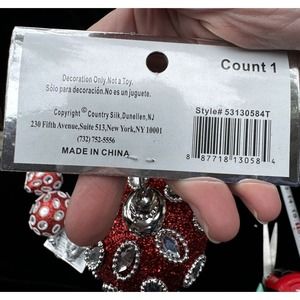 Count 1
Decoration Only.Not a Toy.
Sólo para decoración.No es un juguete.
Style# 53130584T
Copyright © Country Silk,Dunellen,NJ
230 Fifth Avenue,Suite 513,New York,NY 10001
(732) 752-5556
MADE IN CHINA
8 87718 13058 4